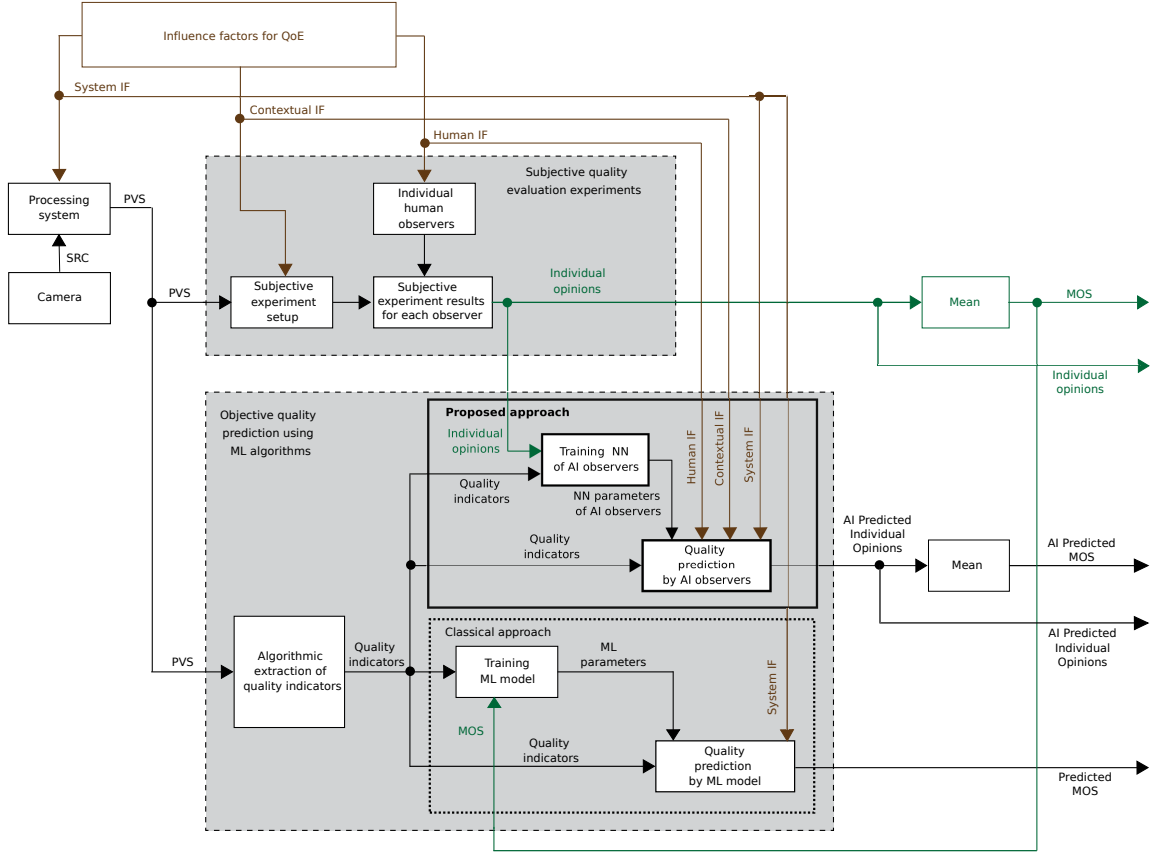 Influence factors for QoE
System IF
Contextual IF
Human IF
Subjective quality
evaluation experiments
Processing
system
PVS
Individual
human
observers
SRC
Camera
PVS
Subjective
experiment
setup
Subjective
experiment results
for each observer
Individual
opinions
Mean
MOS
Individual
opinions
Objective quality
prediction using
ML algorithms
Proposed approach
Individual
opinions
Training NN
of AI observers
Human IF
Contextual IF
System IF
Quality
indicators
NN parameters
of AI observers
Quality
indicators
Quality
prediction
by AI observers
AI Predicted
Individual
Opinions
Mean
AI Predicted
MOS
AI Predicted
Individual
Opinions
Classical approach
PVS
Algorithmic
extraction of
quality indicators
Quality
indicators
Training
ML model
ML
parameters
System IF
MOS
Quality
indicators
Quality
prediction
by ML model
Predicted
MOS